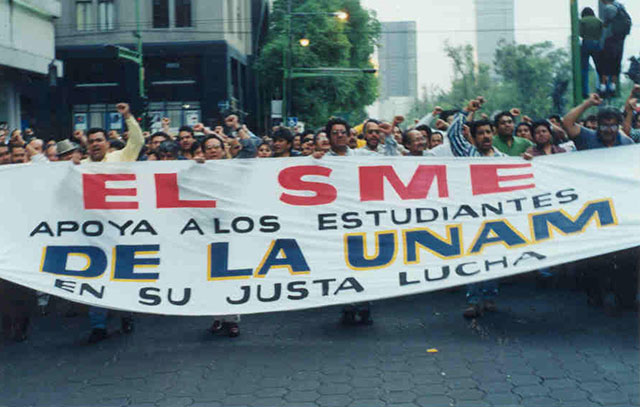 EL SME
APOYA A LOS ESTUDIANTES
DE LA UNAM
EN SU JUSTA LUCHA